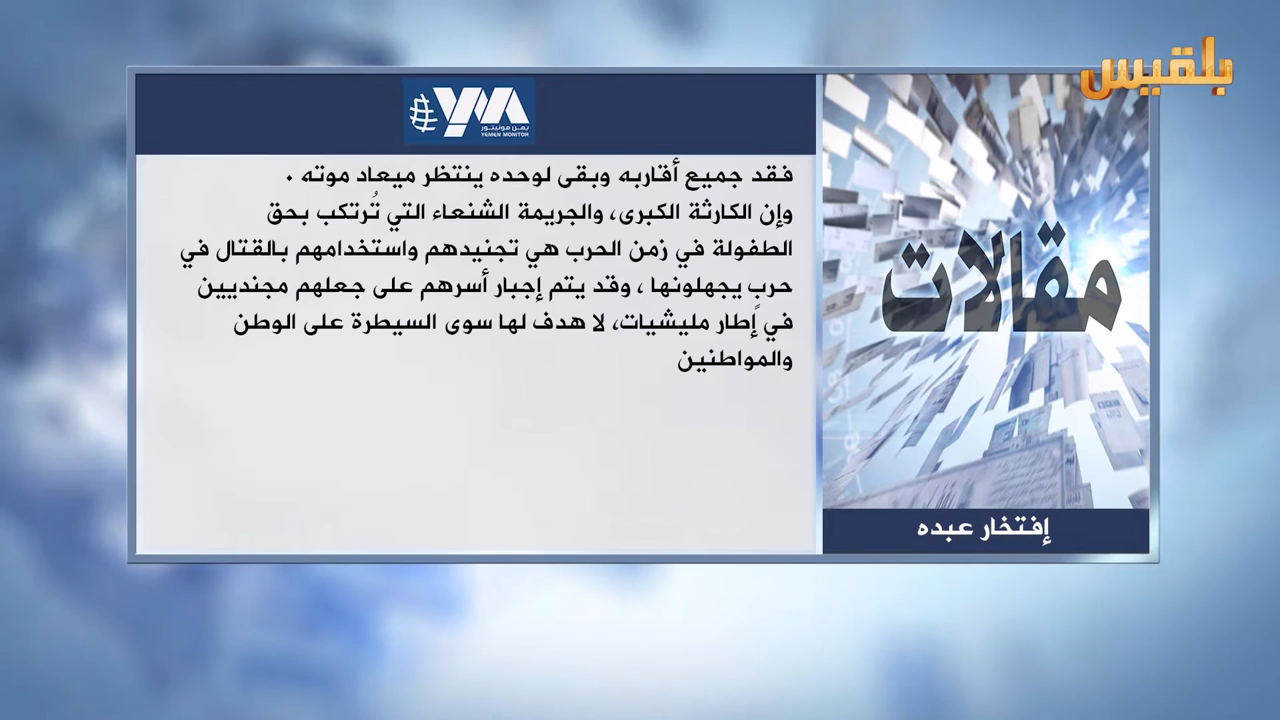 بلقيس
YM
يمن مونيتور
YEMEN MONITOR
فقد جميع أقاربه وبقى لوحده ينتظر ميعاد موته .
وإن الكارثة الكبرى، والجريمة الشنعاء التي تُرتكب بحق
الطفولة في زمن الحرب هي تجنيدهم واستخدامهم بالقتال في
حربٍ يجهلونها ، وقد يتم إجبار أسرهم على جعلهم مجنديين
في إطار مليشيات، لا هدف لها سوى السيطرة على الوطن
والمواطنين
مقالات
إفتخار عبده